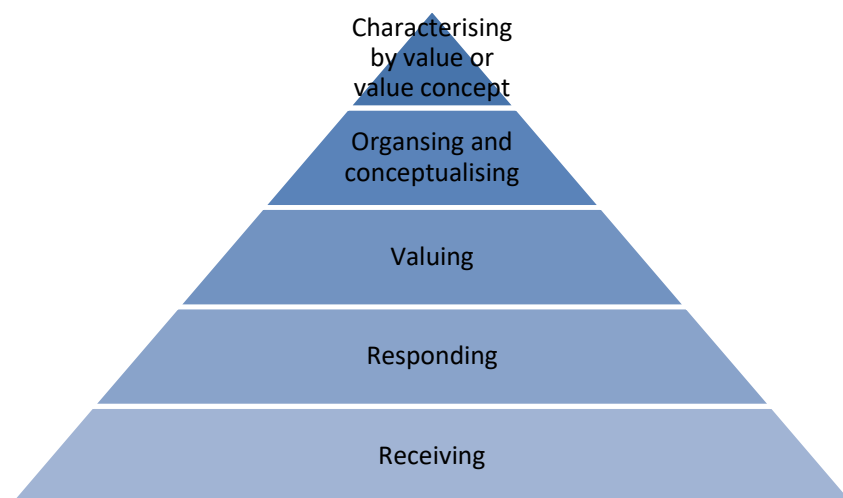 Characterising
by value or
value concept
Organsing and
conceptualising
Valuing
Responding
Receiving